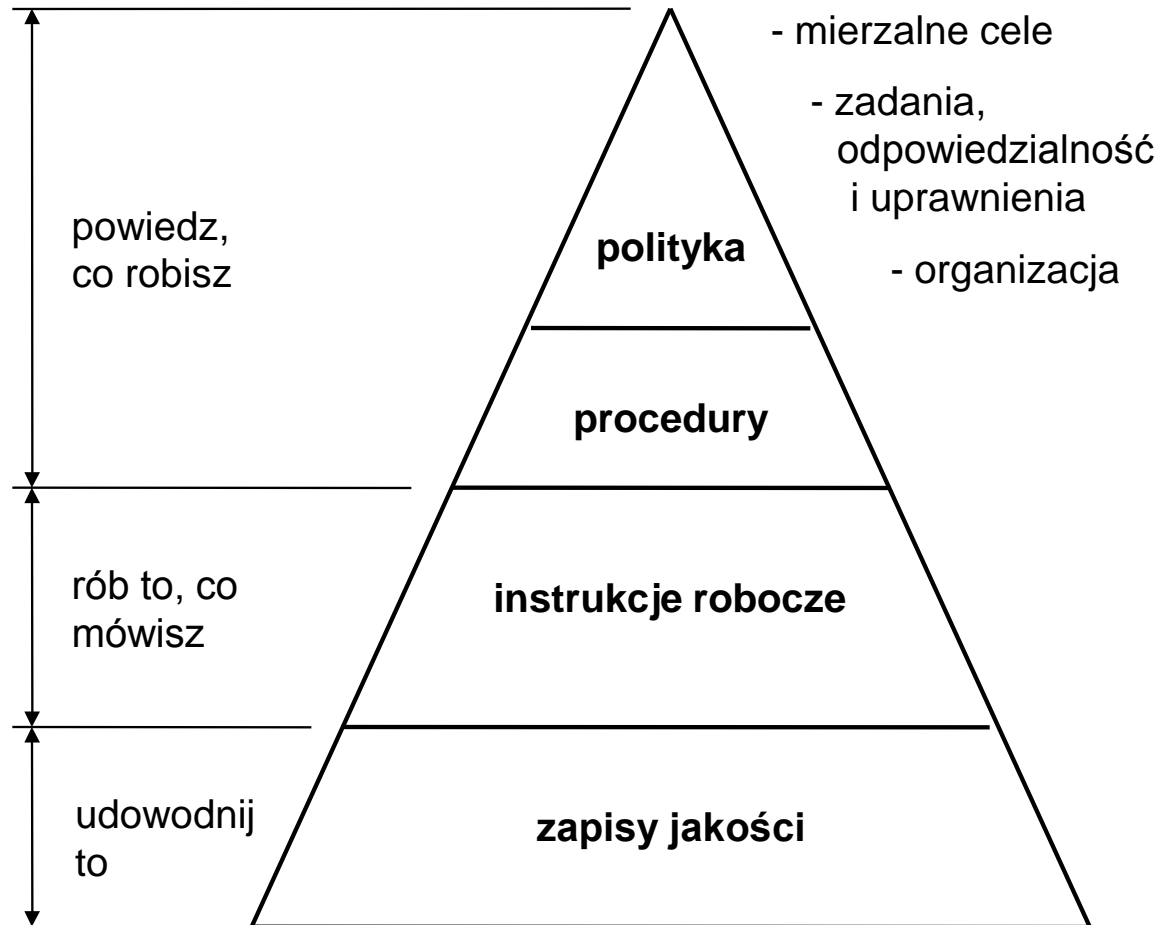 - mierzalne cele
- zadania,
odpowiedzialność
i uprawnienia
- organizacja
powiedz,
co robisz
polityka
procedury
rób to, co
mówisz
instrukcje robocze
udowodnij
to
zapisy jakości